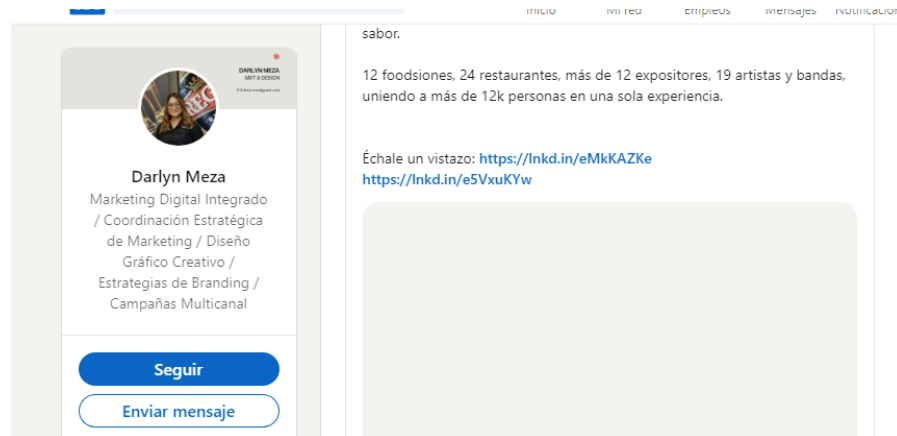 Inicio Mi red Empleos Mensajes Notificacion
DARLYN MEZA
MKT & DESIGN
Darlyn Meza
Marketing Digital Integrado
/ Coordinación Estratégica
de Marketing / Diseño
Gráfico Creativo /
Estrategias de Branding /
Campañas Multicanal
Seguir
Enviar mensaje
sabor.
12 foodsiones, 24 restaurantes, más de 12 expositores, 19 artistas y bandas,
uniendo a más de 12k personas en una sola experiencia.
Échale un vistazo: https://lnkd.in/eMkKAZKe
https://lnkd.in/e5VxuKYw